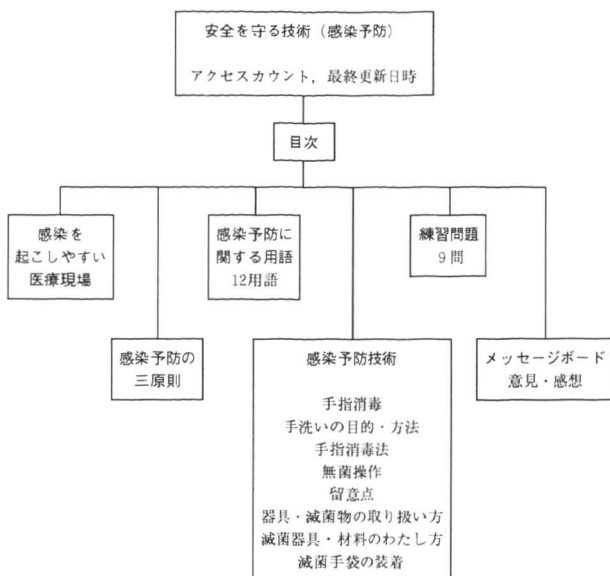 安全を守る技術（感染予防）
アクセスカウント，最終更新日時
目次
感染を
起こしやすい
医療現場
感染予防に
関する用語
12用語
練習問題
9問
感染予防の
三原則
感染予防技術
手指消毒
手洗いの目的・方法
手指消毒法
無菌操作
留意点
器具・滅菌物の取り扱い方
滅菌器具・材料のわたし方
滅菌手袋の装着
メッセージボード
意見・感想